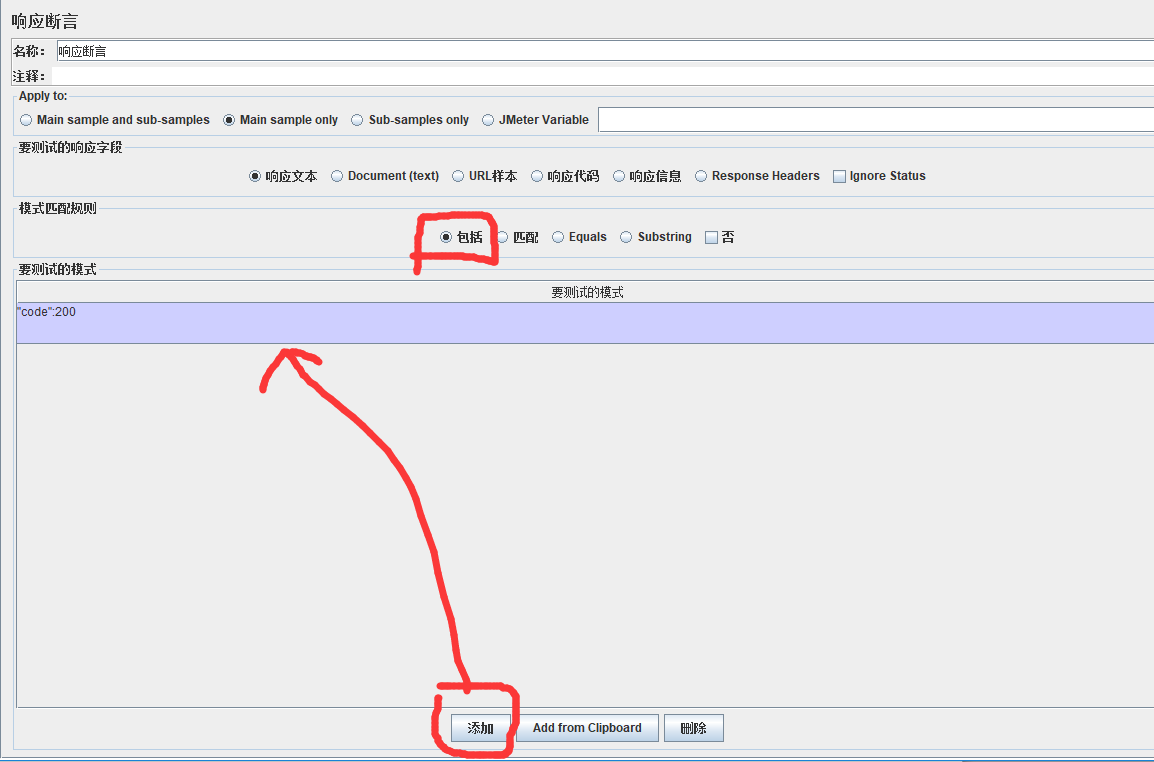 响应断言
名称： 响应断言
注释：
Apply to:
Main sample and sub-samples Main sample only Sub-samples only JMeter Variable
要测试的响应字段
响应文本 Document (text) URL样本 响应代码 响应信息 Response Headers Ignore Status
模式匹配规则
包括 匹配 Equals Substring 否
要测试的模式
要测试的模式
"code":200
添加 Add from Clipboard 删除